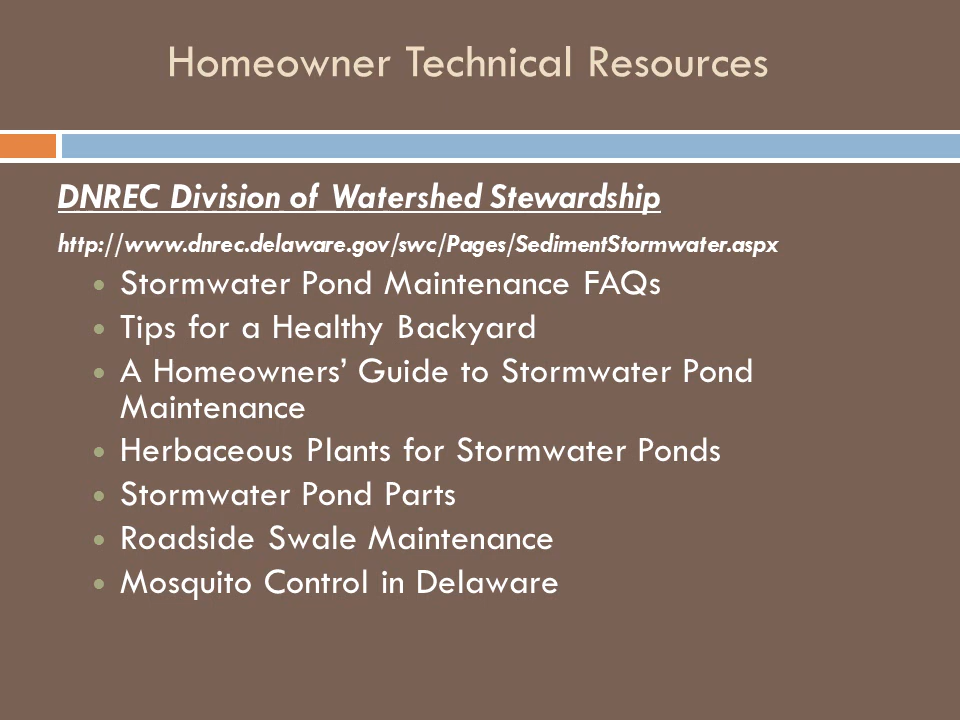 Homeowner Technical Resources
DNREC Division of Watershed Stewardship
http://www.dnrec.delaware.gov/swc/Pages/SedimentStormwater.aspx
• Stormwater Pond Maintenance FAQs
• Tips for a Healthy Backyard
• A Homeowners’ Guide to Stormwater Pond
Maintenance
• Herbaceous Plants for Stormwater Ponds
• Stormwater Pond Parts
• Roadside Swale Maintenance
• Mosquito Control in Delaware